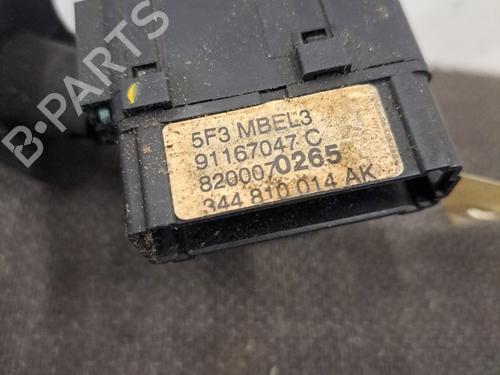 B-PARTS
5F3 MBEL3
91167047 C
8200070265
344 810 014 AK